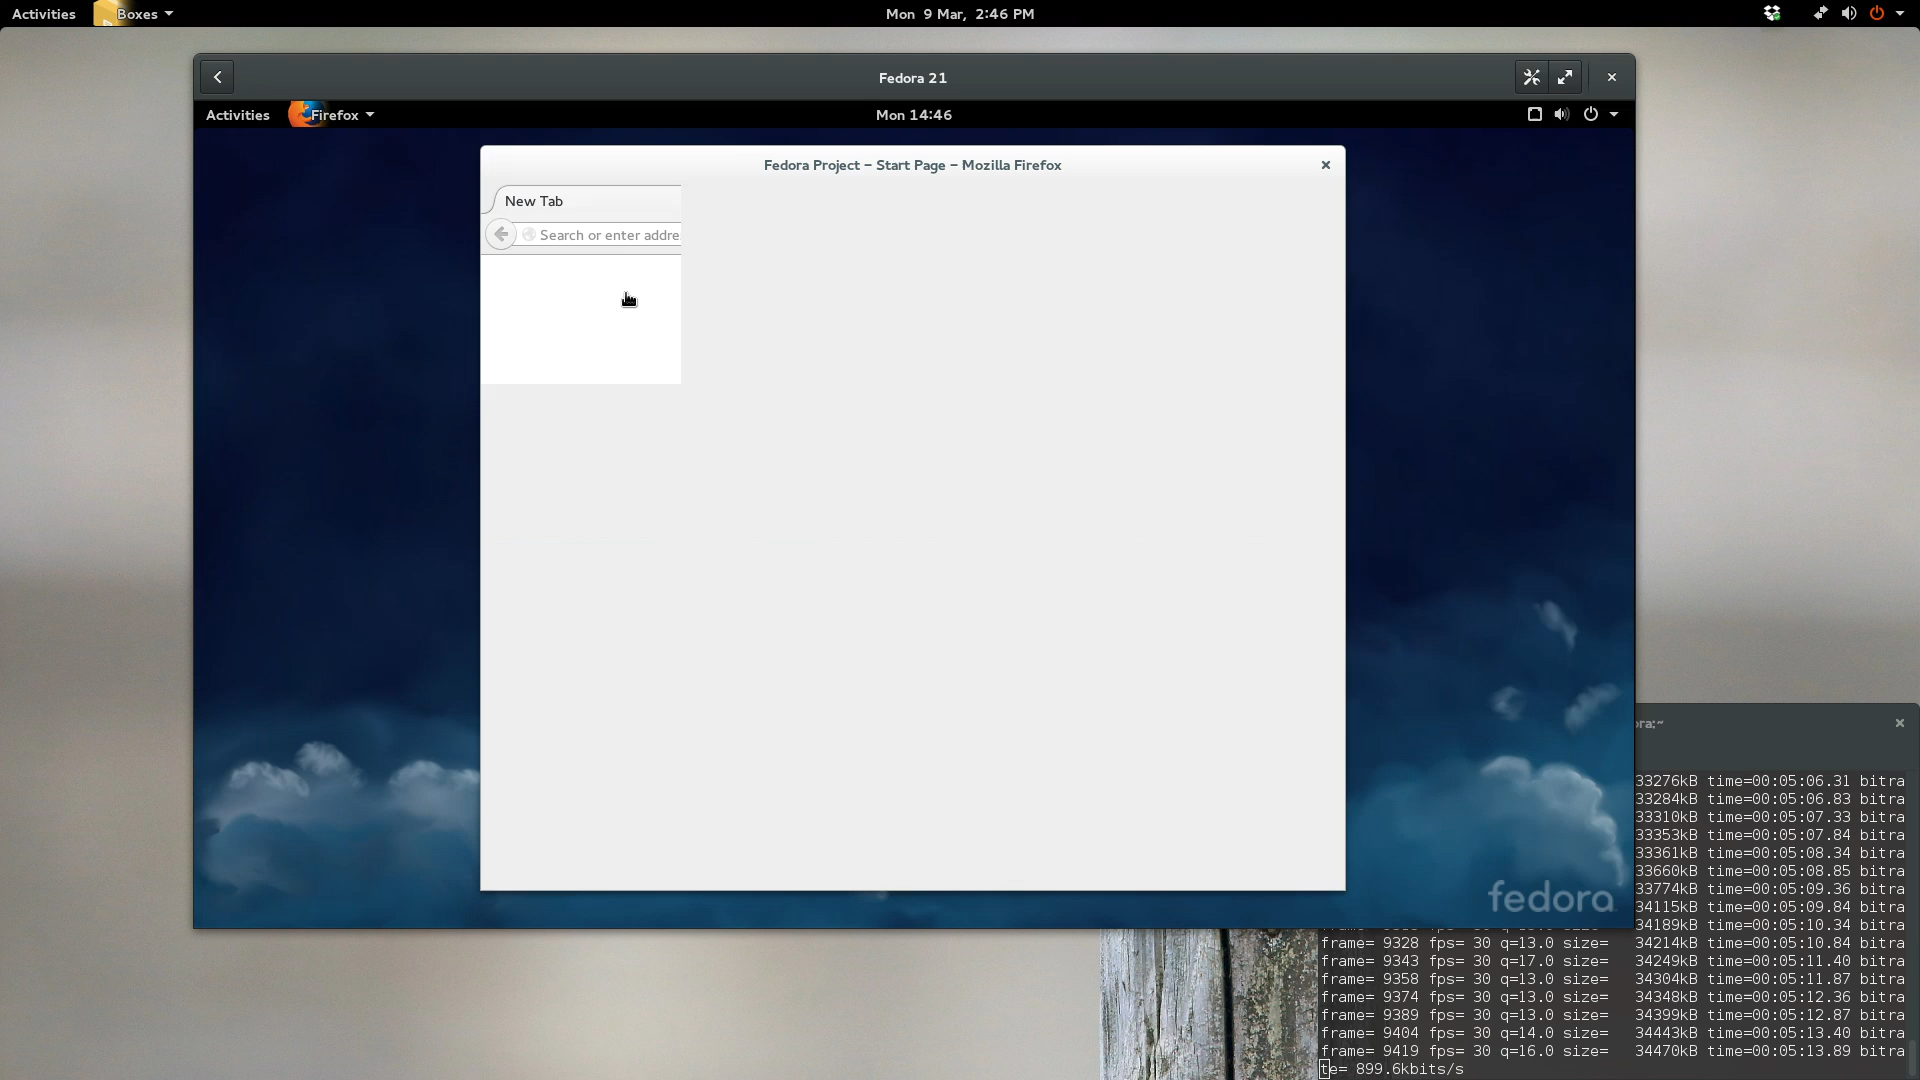 Activities Boxes Mon 9 Mar, 2:46 PM
Fedora 21
Activities Firefox Mon 14:46
Fedora Project – Start Page – Mozilla Firefox
New Tab
Search or enter addre
ora:~
33276kB time=00:05:06.31 bitra
33284kB time=00:05:06.83 bitra
33310kB time=00:05:07.33 bitra
33353kB time=00:05:07.84 bitra
33361kB time=00:05:08.34 bitra
33660kB time=00:05:08.85 bitra
33774kB time=00:05:09.36 bitra
fedora
34115kB time=00:05:09.84 bitra
34189kB time=00:05:10.34 bitra
frame= 9328 fps= 30 q=13.0 size= 34214kB time=00:05:10.84 bitra
frame= 9343 fps= 30 q=17.0 size= 34249kB time=00:05:11.40 bitra
frame= 9358 fps= 30 q=13.0 size= 34304kB time=00:05:11.87 bitra
frame= 9374 fps= 30 q=13.0 size= 34348kB time=00:05:12.36 bitra
frame= 9389 fps= 30 q=13.0 size= 34399kB time=00:05:12.87 bitra
frame= 9404 fps= 30 q=14.0 size= 34443kB time=00:05:13.40 bitra
frame= 9419 fps= 30 q=16.0 size= 34470kB time=00:05:13.89 bitra
te= 899.6kbits/s